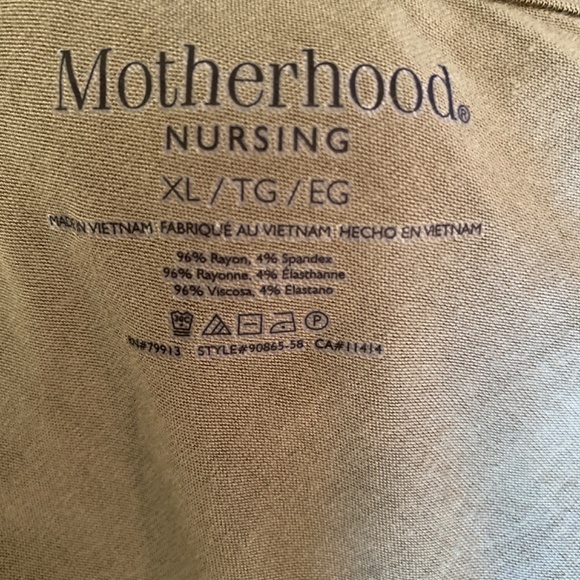 Motherhood®
NURSING
XL / TG / EG
MADE IN VIETNAM FABRIQUÉ AU VIETNAM HECHO EN VIETNAM
96% Rayon, 4% Spandex
96% Rayonne, 4% Élasthanne
96% Viscosa, 4% Elastano
30C P
RN#79913 STYLE#90865-58 CA#11414